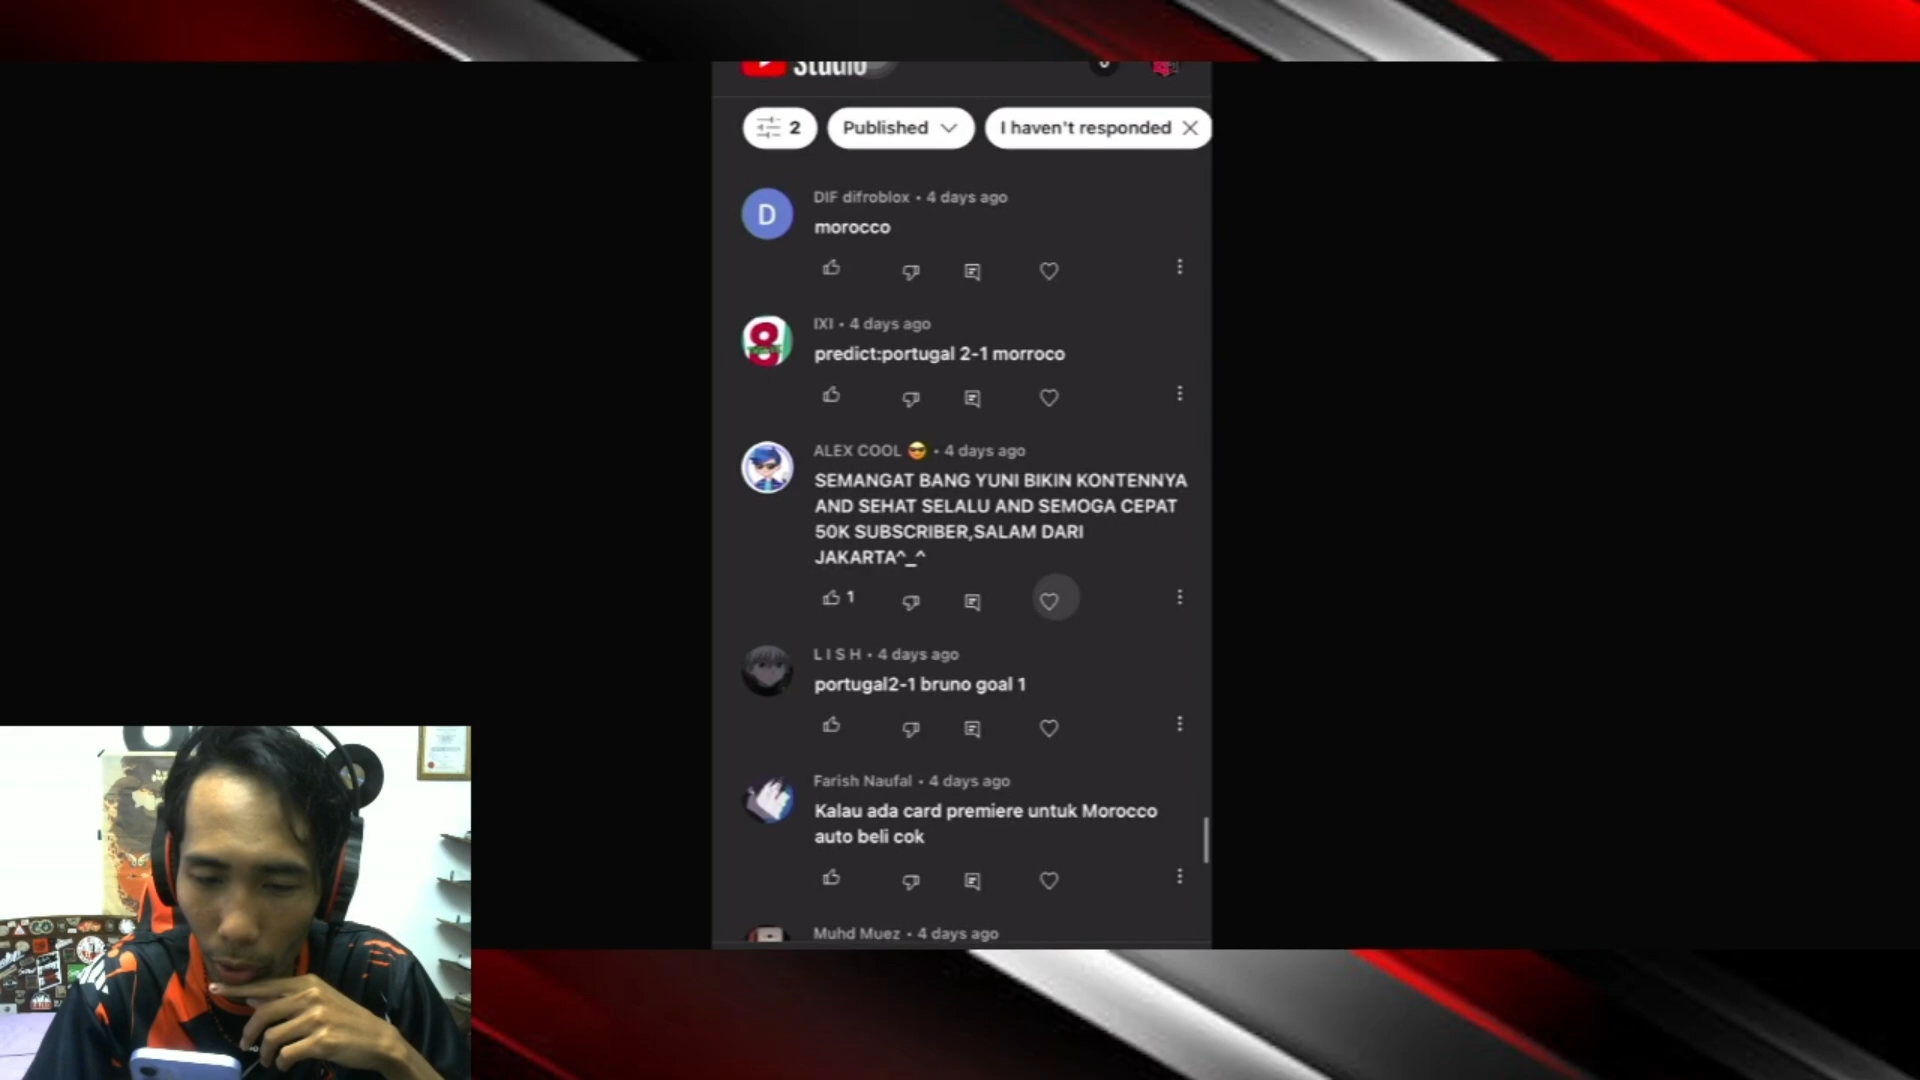 Studio
2
Published
I haven't responded
DIF difroblox • 4 days ago
morocco
IXI • 4 days ago
predict:portugal 2-1 morroco
ALEX COOL 😎 • 4 days ago
SEMANGAT BANG YUNI BIKIN KONTENNYA
AND SEHAT SELALU AND SEMOGA CEPAT
50K SUBSCRIBER,SALAM DARI
JAKARTA^_^
1
L I S H • 4 days ago
portugal2-1 bruno goal 1
Farish Naufal • 4 days ago
Kalau ada card premiere untuk Morocco
auto beli cok
Muhd Muez • 4 days ago